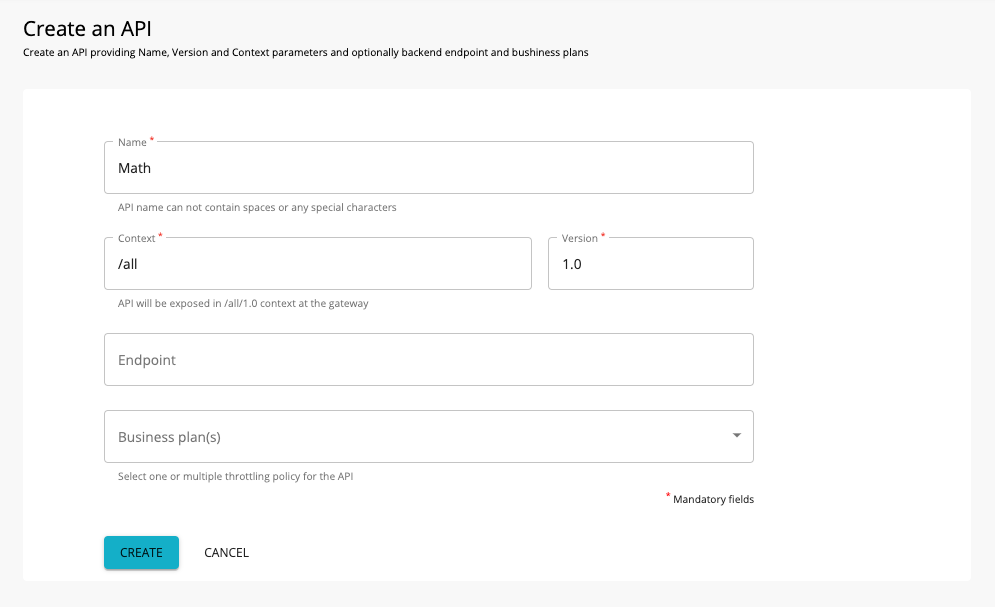 Create an API
Create an API providing Name, Version and Context parameters and optionally backend endpoint and bushiness plans
Name *
Math
API name can not contain spaces or any special characters
Context *
/all
Version *
1.0
API will be exposed in /all/1.0 context at the gateway
Endpoint
Business plan(s)
Select one or multiple throttling policy for the API
* Mandatory fields
CREATE
CANCEL